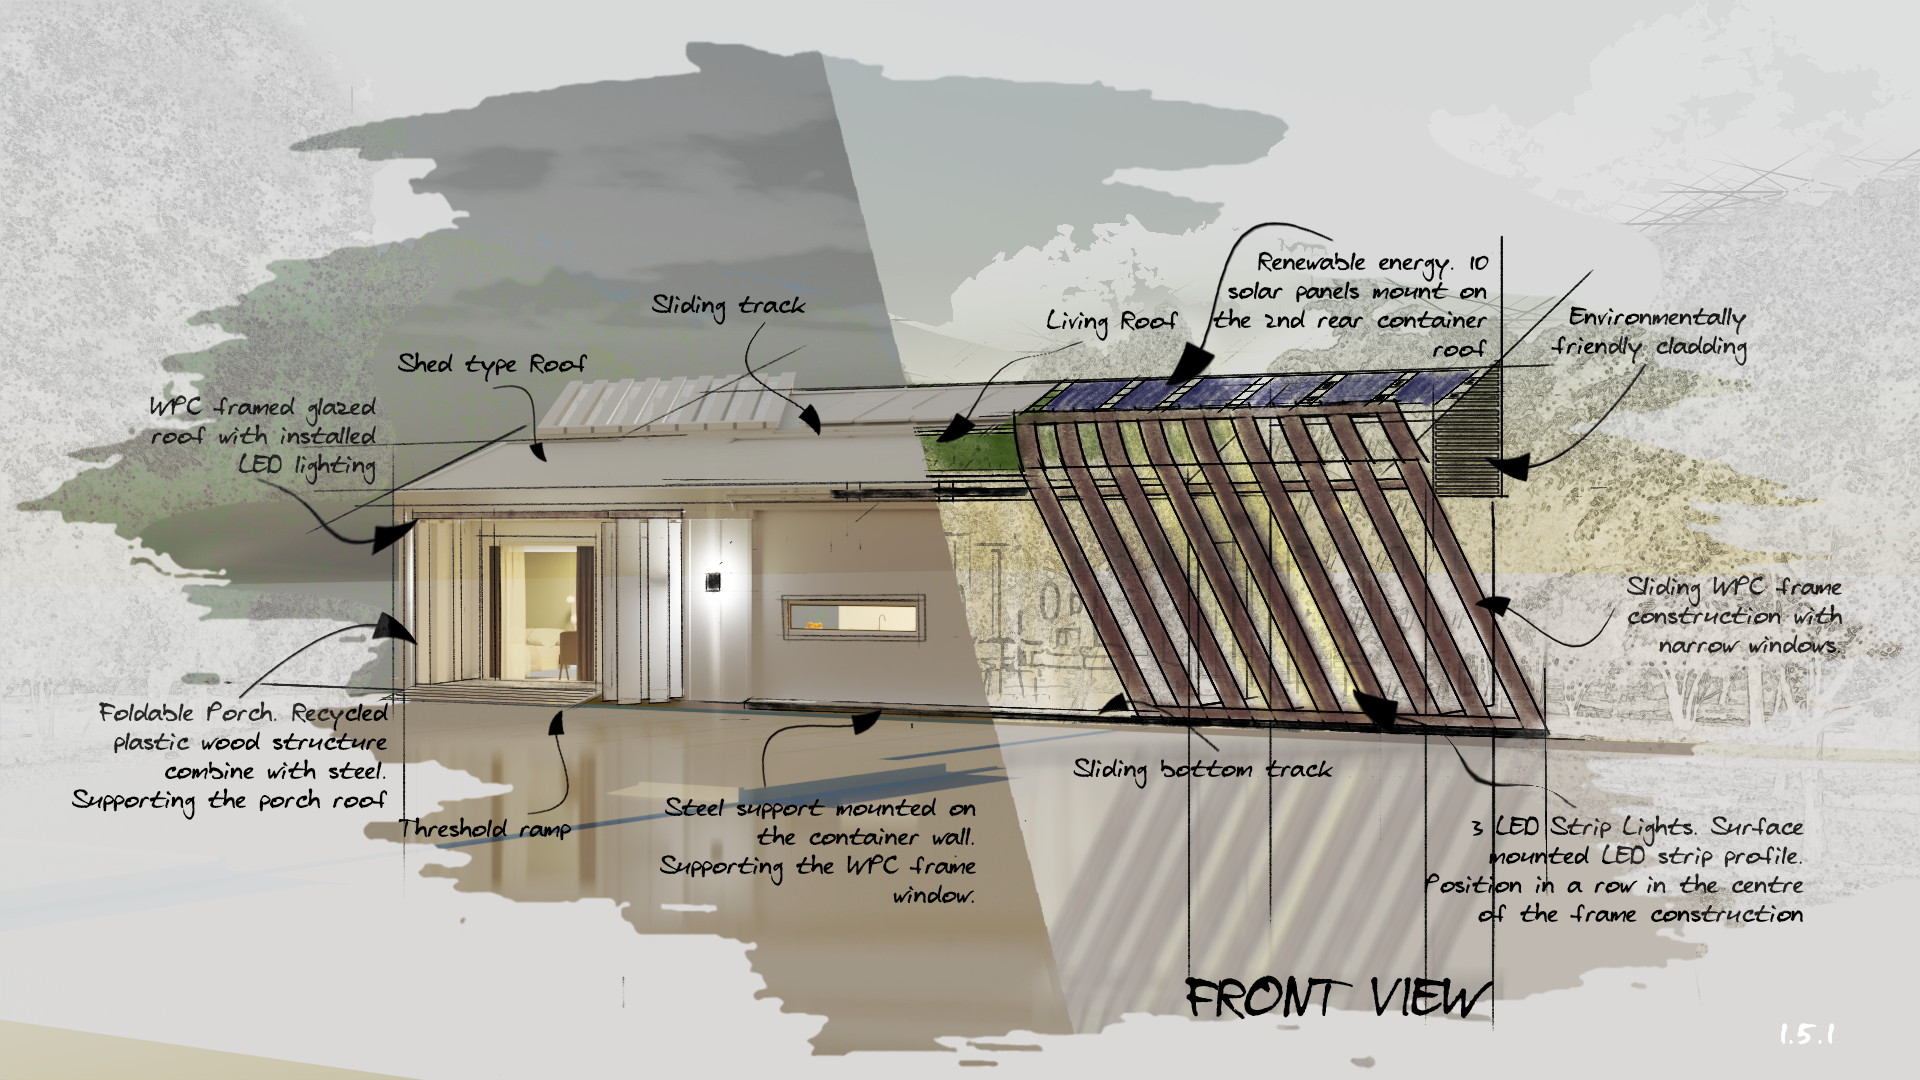 Renewable energy. 10
solar panels mount on
the 2nd rear container
roof
Sliding track
Living Roof
Environmentally
friendly cladding
Shed type Roof
WPC framed glazed
roof with installed
LED lighting
Sliding WPC frame
construction with
narrow windows.
Foldable Porch. Recycled
plastic wood structure
combine with steel.
Supporting the porch roof
Threshold ramp
Steel support mounted on
the container wall.
Supporting the WPC frame
window.
Sliding bottom track
3 LED Strip Lights. Surface
mounted LED strip profile.
Position in a row in the centre
of the frame construction
FRONT VIEW
1.5.1